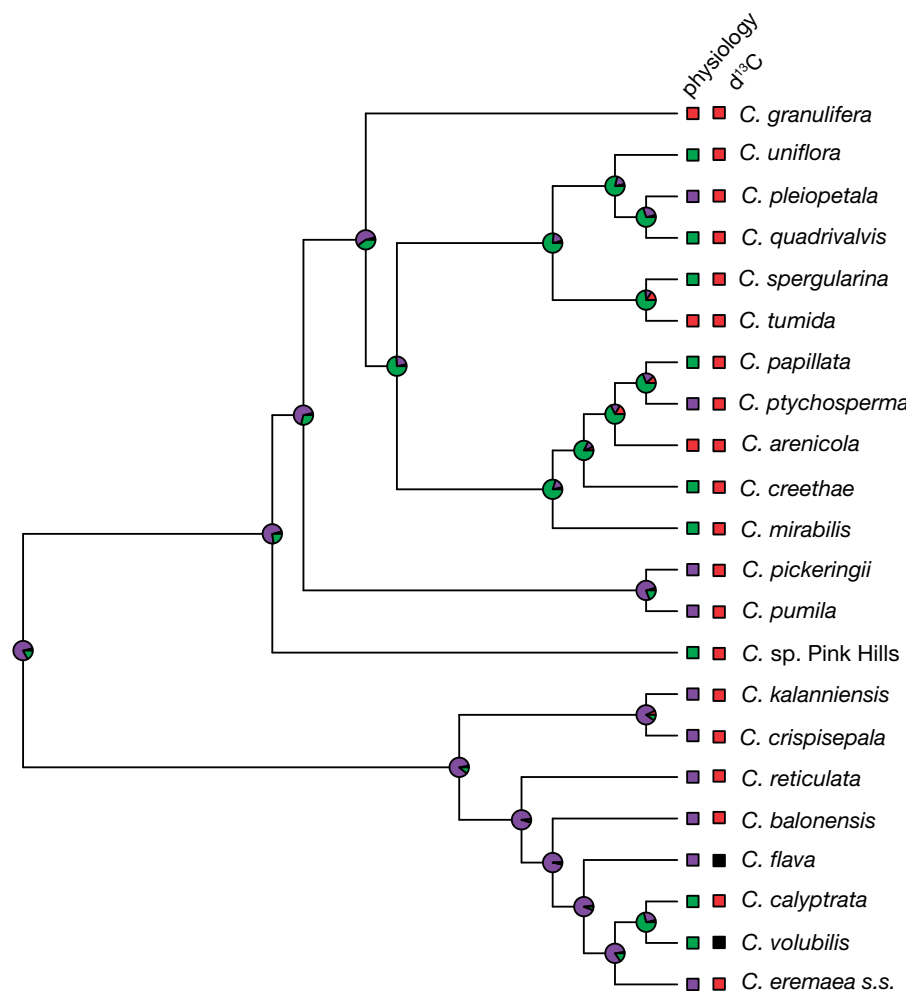 physiology
d¹³C
C. granulifera
C. uniflora
C. pleiopetala
C. quadrivalvis
C. spergularina
C. tumida
C. papillata
C. ptychosperma
C. arenicola
C. creethae
C. mirabilis
C. pickeringii
C. pumila
C. sp. Pink Hills
C. kalanniensis
C. crispisepala
C. reticulata
C. balonensis
C. flava
C. calyptrata
C. volubilis
C. eremaea s.s.